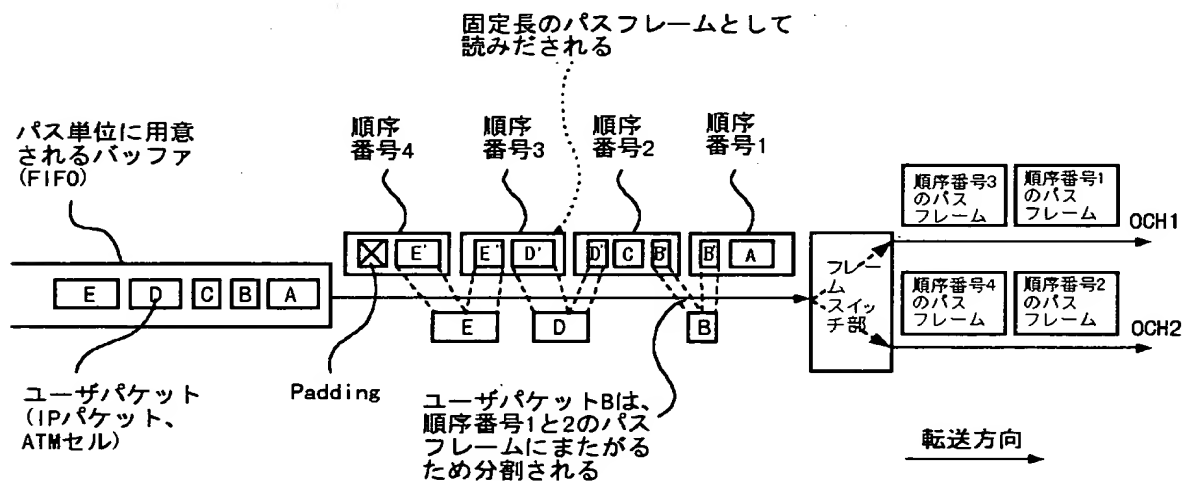 固定長のパスフレームとして
読みだされる
パス単位に用意
されるバッファ
(FIFO)
順序
番号4
順序
番号3
順序
番号2
順序
番号1
E'
E'
D'
D'
C
B'
B'
A
E
D
C
B
A
E
D
B
フレー
ム
スイッ
チ部
順序番号3
のパス
フレーム
順序番号1
のパス
フレーム
OCH1
順序番号4
のパス
フレーム
順序番号2
のパス
フレーム
OCH2
ユーザパケット
(IPパケット、
ATMセル)
Padding
ユーザパケットBは、
順序番号1と2のパス
フレームにまたがる
ため分割される
転送方向